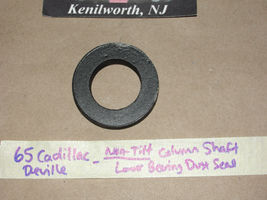 Kenilworth, NJ
65 Cadillac - Non-Tilt Column Shaft
Deville Lower Bearing Dust Seal